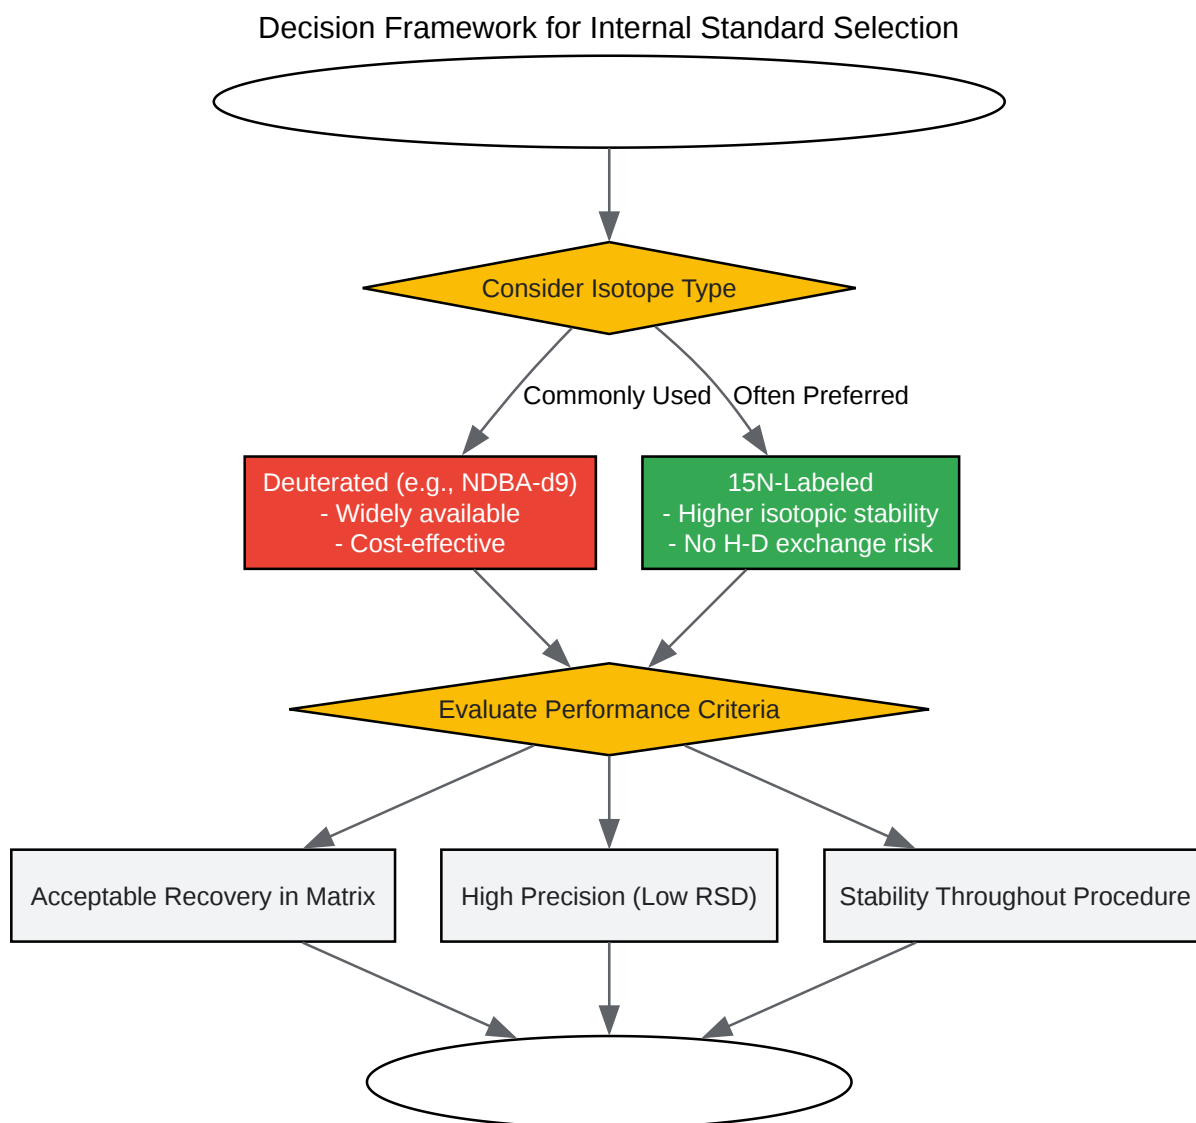 Decision Framework for Internal Standard Selection
Consider Isotope Type
Commonly Used
Often Preferred
Deuterated (e.g., NDBA-d9)
- Widely available
- Cost-effective
15N-Labeled
- Higher isotopic stability
- No H-D exchange risk
Evaluate Performance Criteria
Acceptable Recovery in Matrix
High Precision (Low RSD)
Stability Throughout Procedure